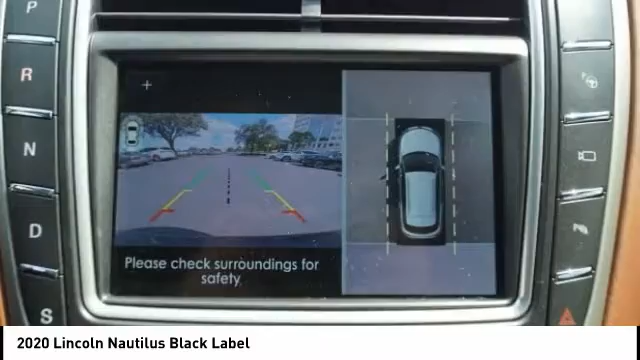 P
R
N
D
S
Please check surroundings for
safety.
2020 Lincoln Nautilus Black Label